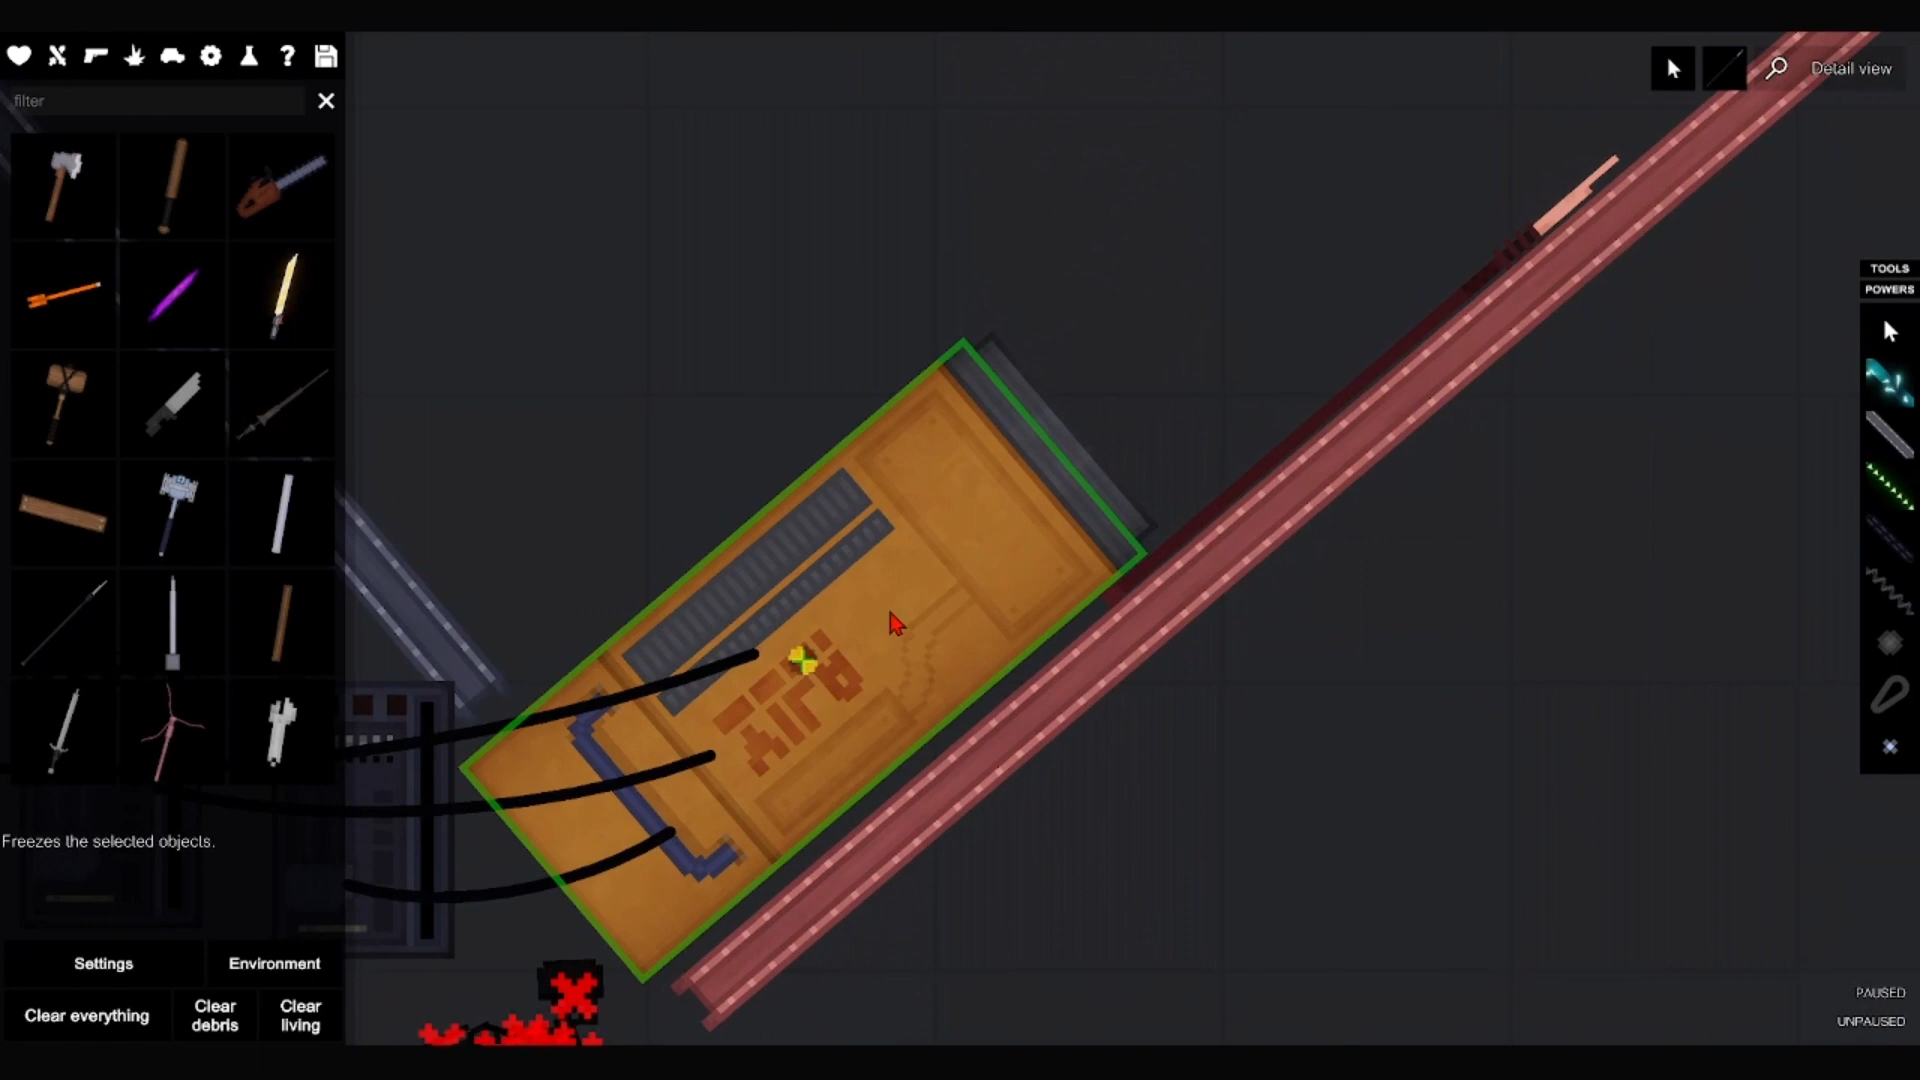 ?
filter
Detail view
TOOLS
POWERS
Freezes the selected objects.
Settings
Environment
Clear everything
Clear debris
Clear living
PAUSED
UNPAUSED